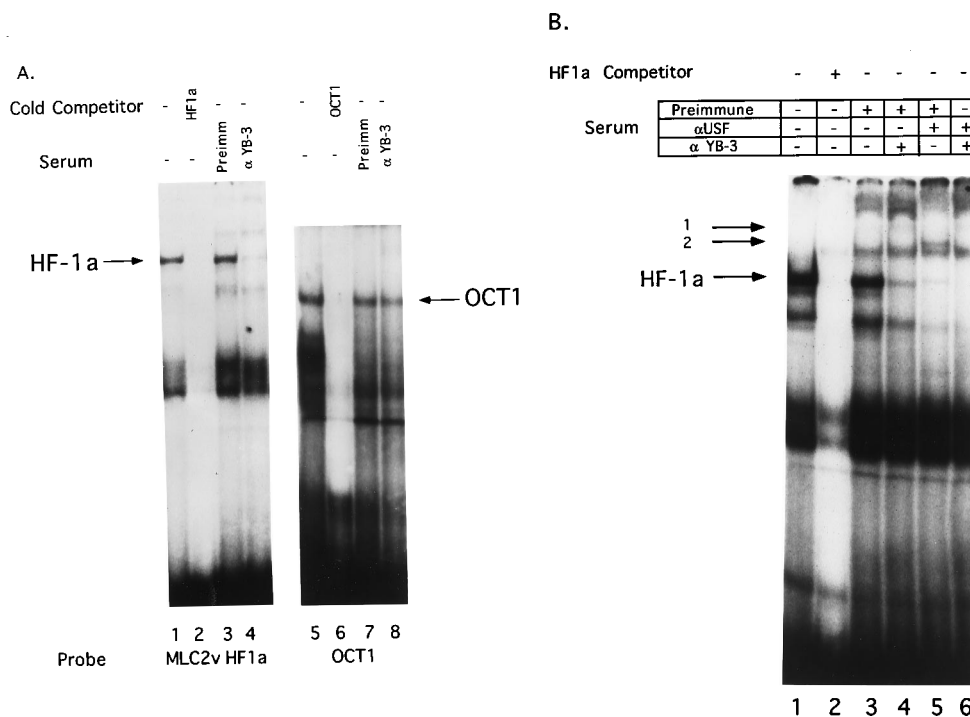 A.
Cold Competitor - HF1a - - - OCT1 - -
Serum - - Preimm α YB-3 - - Preimm α YB-3
HF-1a
OCT1
1 2 3 4 5 6 7 8
Probe MLC2v HF1a OCT1
B.
HF1a Competitor - + - - - -
Preimmune - - + + + -
Serum αUSF - - - - + +
α YB-3 - - - + - +
1
2
HF-1a
1 2 3 4 5 6